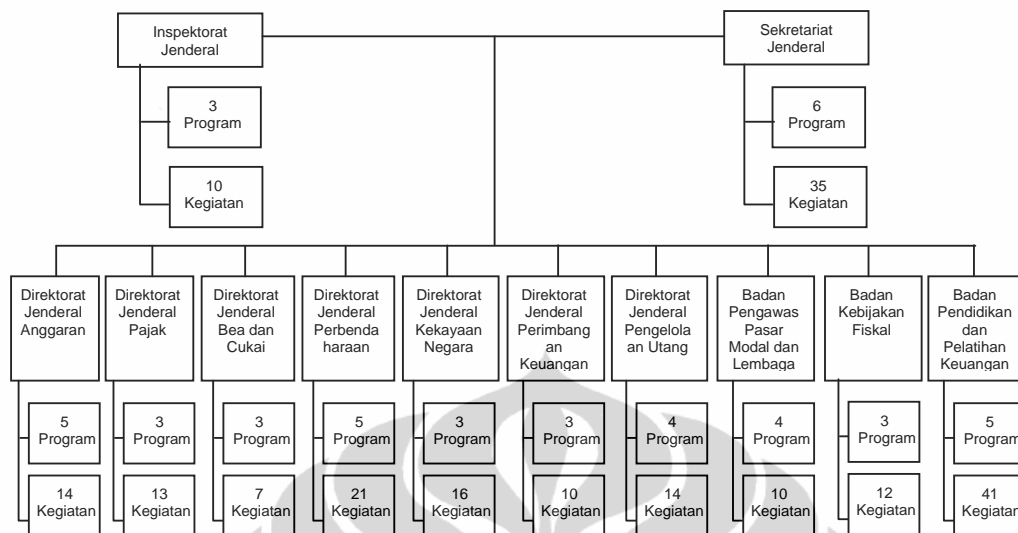 Inspektorat
Jenderal
Sekretariat
Jenderal
3
Program
6
Program
10
Kegiatan
35
Kegiatan
Direktorat
Jenderal
Anggaran
Direktorat
Jenderal
Pajak
Direktorat
Jenderal
Bea dan
Cukai
Direktorat
Jenderal
Perbenda
haraan
Direktorat
Jenderal
Kekayaan
Negara
Direktorat
Jenderal
Perimbang
an
Keuangan
Direktorat
Jenderal
Pengelola
an Utang
Badan
Pengawas
Pasar
Modal dan
Lembaga
Badan
Kebijakan
Fiskal
Badan
Pendidikan
dan
Pelatihan
Keuangan
5
Program
3
Program
3
Program
5
Program
3
Program
3
Program
4
Program
4
Program
3
Program
5
Program
14
Kegiatan
13
Kegiatan
7
Kegiatan
21
Kegiatan
16
Kegiatan
10
Kegiatan
14
Kegiatan
10
Kegiatan
12
Kegiatan
41
Kegiatan